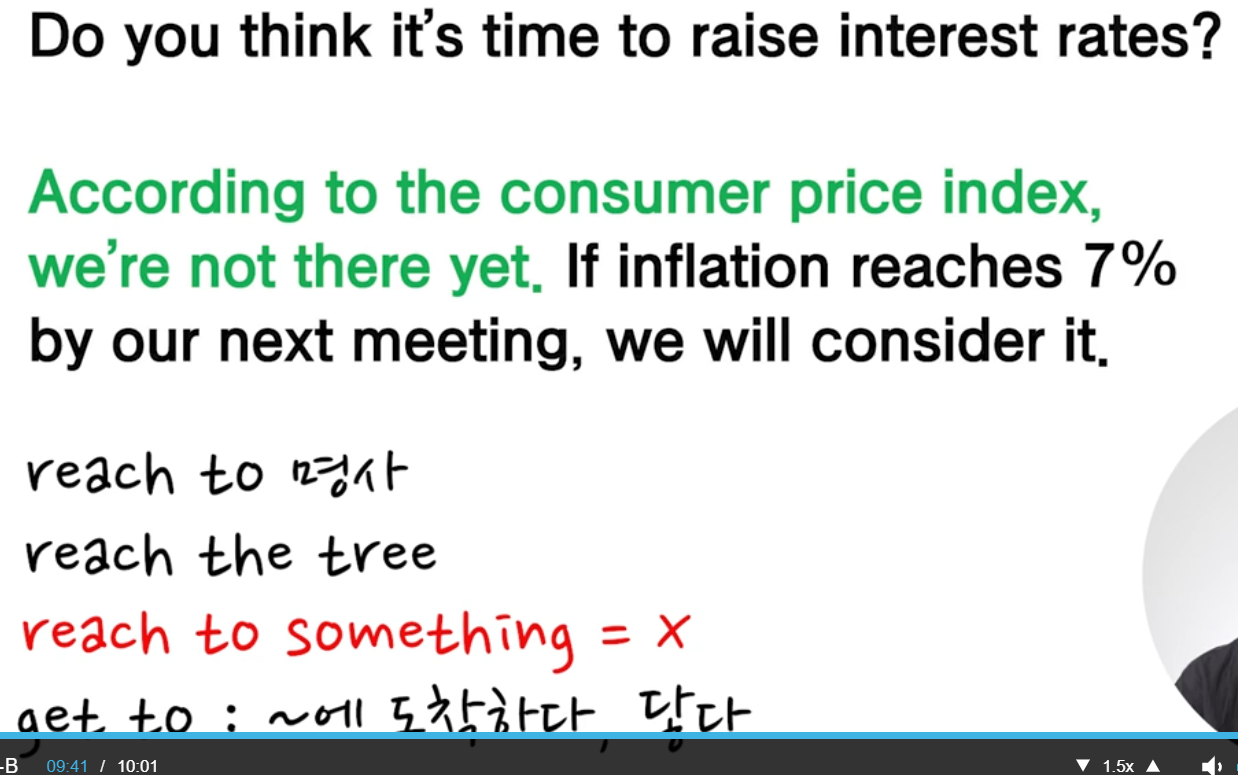 Do you think it's time to raise interest rates?
According to the consumer price index,
we're not there yet. If inflation reaches 7%
by our next meeting, we will consider it.
reach to 명사
reach the tree
reach to something = X
get to : ~에 도착하다, 닿다
-B 09:41 / 10:01 ▼ 1.5x ▲